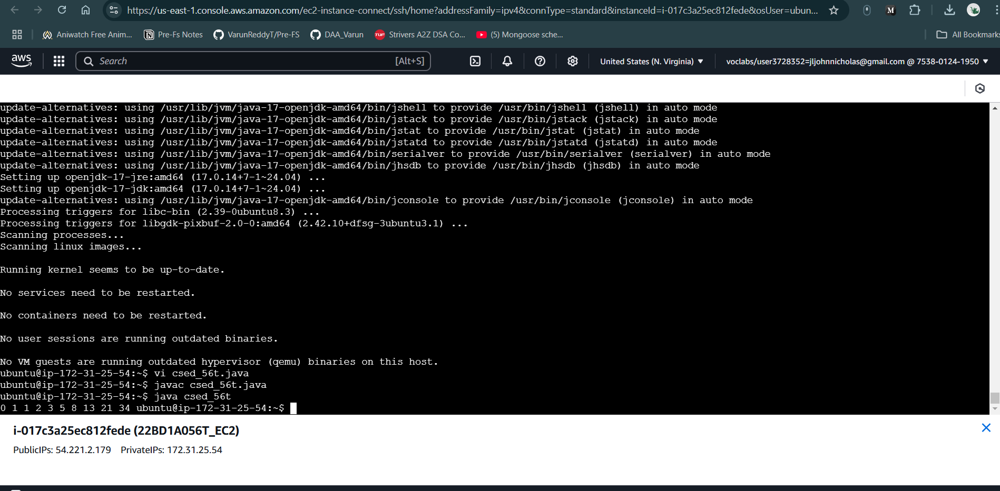 https://us-east-1.console.aws.amazon.com/ec2-instance-connect/ssh/home?addressFamily=ipv4&connType=standard&instanceId=i-017c3a25ec812fede&osUser=ubun...
M
Aniwatch Free Anim... Pre-Fs Notes VarunReddyT/Pre-FS DAA_Varun TUF Strivers A2Z DSA Co... (5) Mongoose sche... All Bookmarks
aws Search [Alt+S] United States (N. Virginia) voclabs/user3728352=jljohnnicholas@gmail.com @ 7538-0124-1950
update-alternatives: using /usr/lib/jvm/java-17-openjdk-amd64/bin/jshell to provide /usr/bin/jshell (jshell) in auto mode
update-alternatives: using /usr/lib/jvm/java-17-openjdk-amd64/bin/jstack to provide /usr/bin/jstack (jstack) in auto mode
update-alternatives: using /usr/lib/jvm/java-17-openjdk-amd64/bin/jstat to provide /usr/bin/jstat (jstat) in auto mode
update-alternatives: using /usr/lib/jvm/java-17-openjdk-amd64/bin/jstatd to provide /usr/bin/jstatd (jstatd) in auto mode
update-alternatives: using /usr/lib/jvm/java-17-openjdk-amd64/bin/serialver to provide /usr/bin/serialver (serialver) in auto mode
update-alternatives: using /usr/lib/jvm/java-17-openjdk-amd64/bin/jhsdb to provide /usr/bin/jhsdb (jhsdb) in auto mode
Setting up openjdk-17-jre:amd64 (17.0.14+7-1~24.04) ...
Setting up openjdk-17-jdk:amd64 (17.0.14+7-1~24.04) ...
update-alternatives: using /usr/lib/jvm/java-17-openjdk-amd64/bin/jconsole to provide /usr/bin/jconsole (jconsole) in auto mode
Processing triggers for libc-bin (2.39-0ubuntu8.3) ...
Processing triggers for libgdk-pixbuf-2.0-0:amd64 (2.42.10+dfsg-3ubuntu3.1) ...
Scanning processes...
Scanning linux images...
Running kernel seems to be up-to-date.
No services need to be restarted.
No containers need to be restarted.
No user sessions are running outdated binaries.
No VM guests are running outdated hypervisor (qemu) binaries on this host.
ubuntu@ip-172-31-25-54:~$ vi csed_56t.java
ubuntu@ip-172-31-25-54:~$ javac csed_56t.java
ubuntu@ip-172-31-25-54:~$ java csed_56t
0 1 1 2 3 5 8 13 21 34 ubuntu@ip-172-31-25-54:~$
i-017c3a25ec812fede (22BD1A056T_EC2)
PublicIPs: 54.221.2.179 PrivateIPs: 172.31.25.54